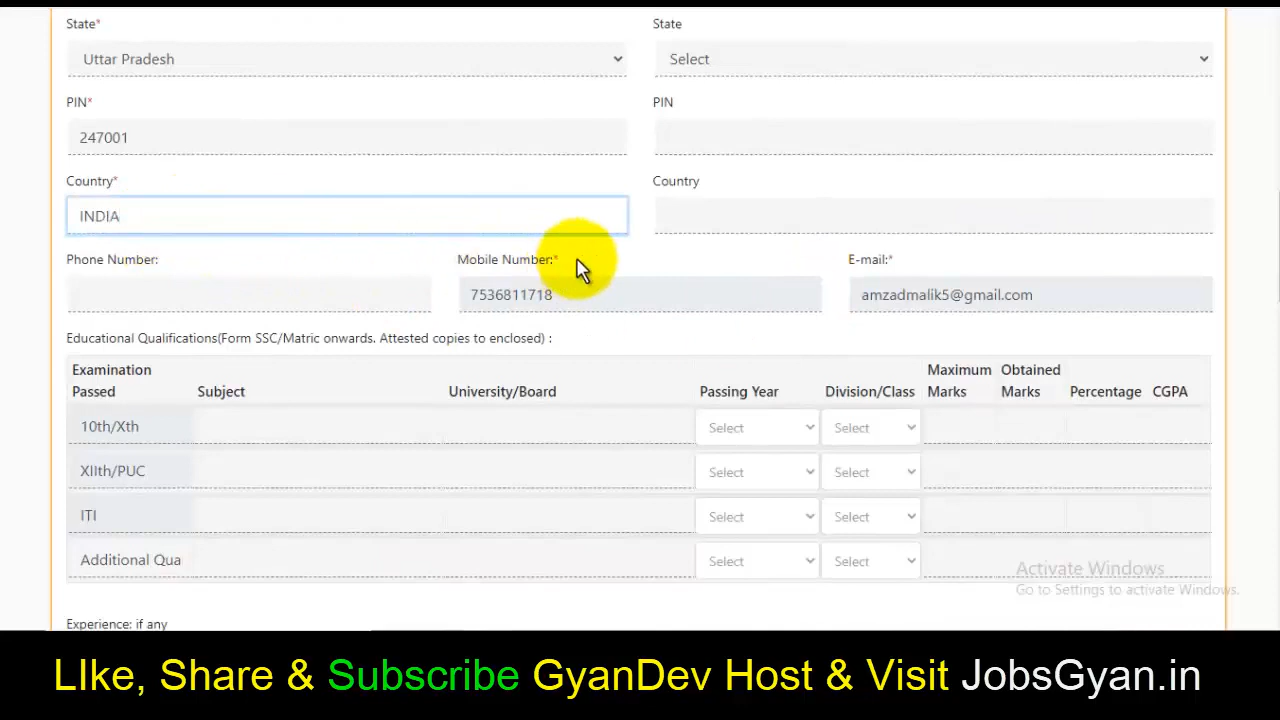 State* State
Uttar Pradesh Select
PIN* PIN
247001
Country* Country
INDIA
Phone Number: Mobile Number:* E-mail:*
7536811718 amzadmalik5@gmail.com
Educational Qualifications(Form SSC/Matric onwards. Attested copies to enclosed) :
Examination Passed Subject University/Board Passing Year Division/Class Maximum Marks Obtained Marks Percentage CGPA
10th/Xth Select Select
XIIth/PUC Select Select
ITI Select Select
Additional Qua Select Select
Activate Windows
Go to Settings to activate Windows.
Experience: if any
LIke, Share & Subscribe GyanDev Host & Visit JobsGyan.in